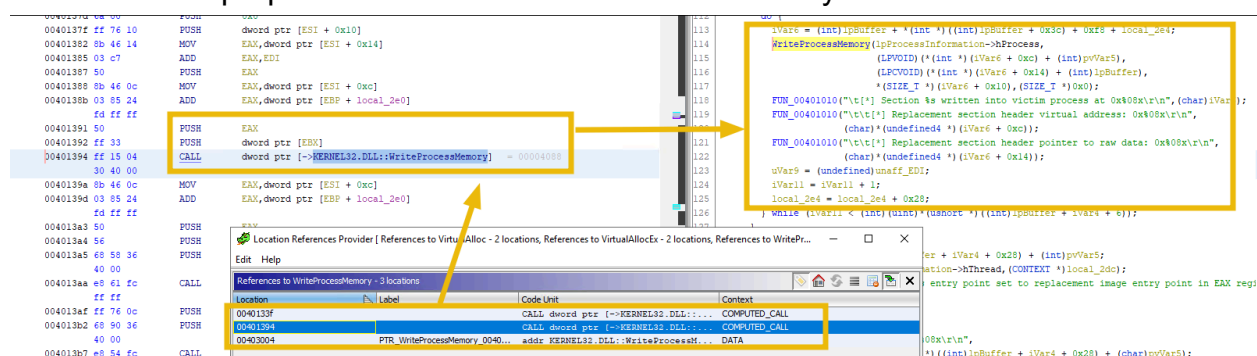 0040137f ff 76 10 PUSH dword ptr [ESI + 0x10]
00401382 8b 46 14 MOV EAX,dword ptr [ESI + 0x14]
00401385 03 c7 ADD EAX,EDI
00401387 50 PUSH EAX
00401388 8b 46 0c MOV EAX,dword ptr [ESI + 0xc]
0040138b 03 85 24 ADD EAX,dword ptr [EBP + local_2e0]
fd ff ff
00401391 50 PUSH EAX
00401392 ff 33 PUSH dword ptr [EBX]
00401394 ff 15 04 CALL dword ptr [->KERNEL32.DLL::WriteProcessMemory] = 00004088
30 40 00
0040139a 8b 46 0c MOV EAX,dword ptr [ESI + 0xc]
0040139d 03 85 24 ADD EAX,dword ptr [EBP + local_2e0]
fd ff ff
004013a3 50 PUSH EAX
004013a4 56 PUSH
004013a5 68 58 36 PUSH
40 00
004013aa e8 61 fc CALL
ff ff
004013af ff 76 0c PUSH
004013b2 68 90 36 PUSH
40 00
004013b7 e8 54 fc CALL
112 do {
113 iVar6 = (int)lpBuffer + *(int *)((int)lpBuffer + 0x3c) + 0xf8 + local_2e4;
114 WriteProcessMemory(lpProcessInformation->hProcess,
115 (LPVOID)(*(int *)(iVar6 + 0xc) + (int)pvVar5),
116 (LPCVOID)(*(int *)(iVar6 + 0x14) + (int)lpBuffer),
117 *(SIZE_T *)(iVar6 + 0x10),(SIZE_T *)0x0);
118 FUN_00401010("\t[*] Section %s written into victim process at 0x%08x\r\n",(char)iVar6);
119 FUN_00401010("\t\t[*] Replacement section header virtual address: 0x%08x\r\n",
120 (char)*(undefined4 *)(iVar6 + 0xc));
121 FUN_00401010("\t\t[*] Replacement section header pointer to raw data: 0x%08x\r\n",
122 (char)*(undefined4 *)(iVar6 + 0x14));
123 uVar9 = (undefined)unaff_EDI;
124 iVar11 = iVar11 + 1;
125 local_2e4 = local_2e4 + 0x28;
126 } while (iVar11 < (int)(uint)*(ushort *)((int)lpBuffer + iVar4 + 6));
Location References Provider [ References to VirtualAlloc - 2 locations, References to VirtualAllocEx - 2 locations, References to WritePr...
Edit Help
References to WriteProcessMemory - 3 locations
Location Label Code Unit Context
0040133f CALL dword ptr [->KERNEL32.DLL::... COMPUTED_CALL
00401394 CALL dword ptr [->KERNEL32.DLL::... COMPUTED_CALL
00403004 PTR_WriteProcessMemory_0040... addr KERNEL32.DLL::WriteProcessM... DATA
+ iVar4 + 0x28) + (int)pvVar5;
ation->hThread,(CONTEXT *)local_2dc);
entry point set to replacement image entry point in EAX regi
08x\r\n",
*)((int)lpBuffer + iVar4 + 0x28) + (char)pvVar5);